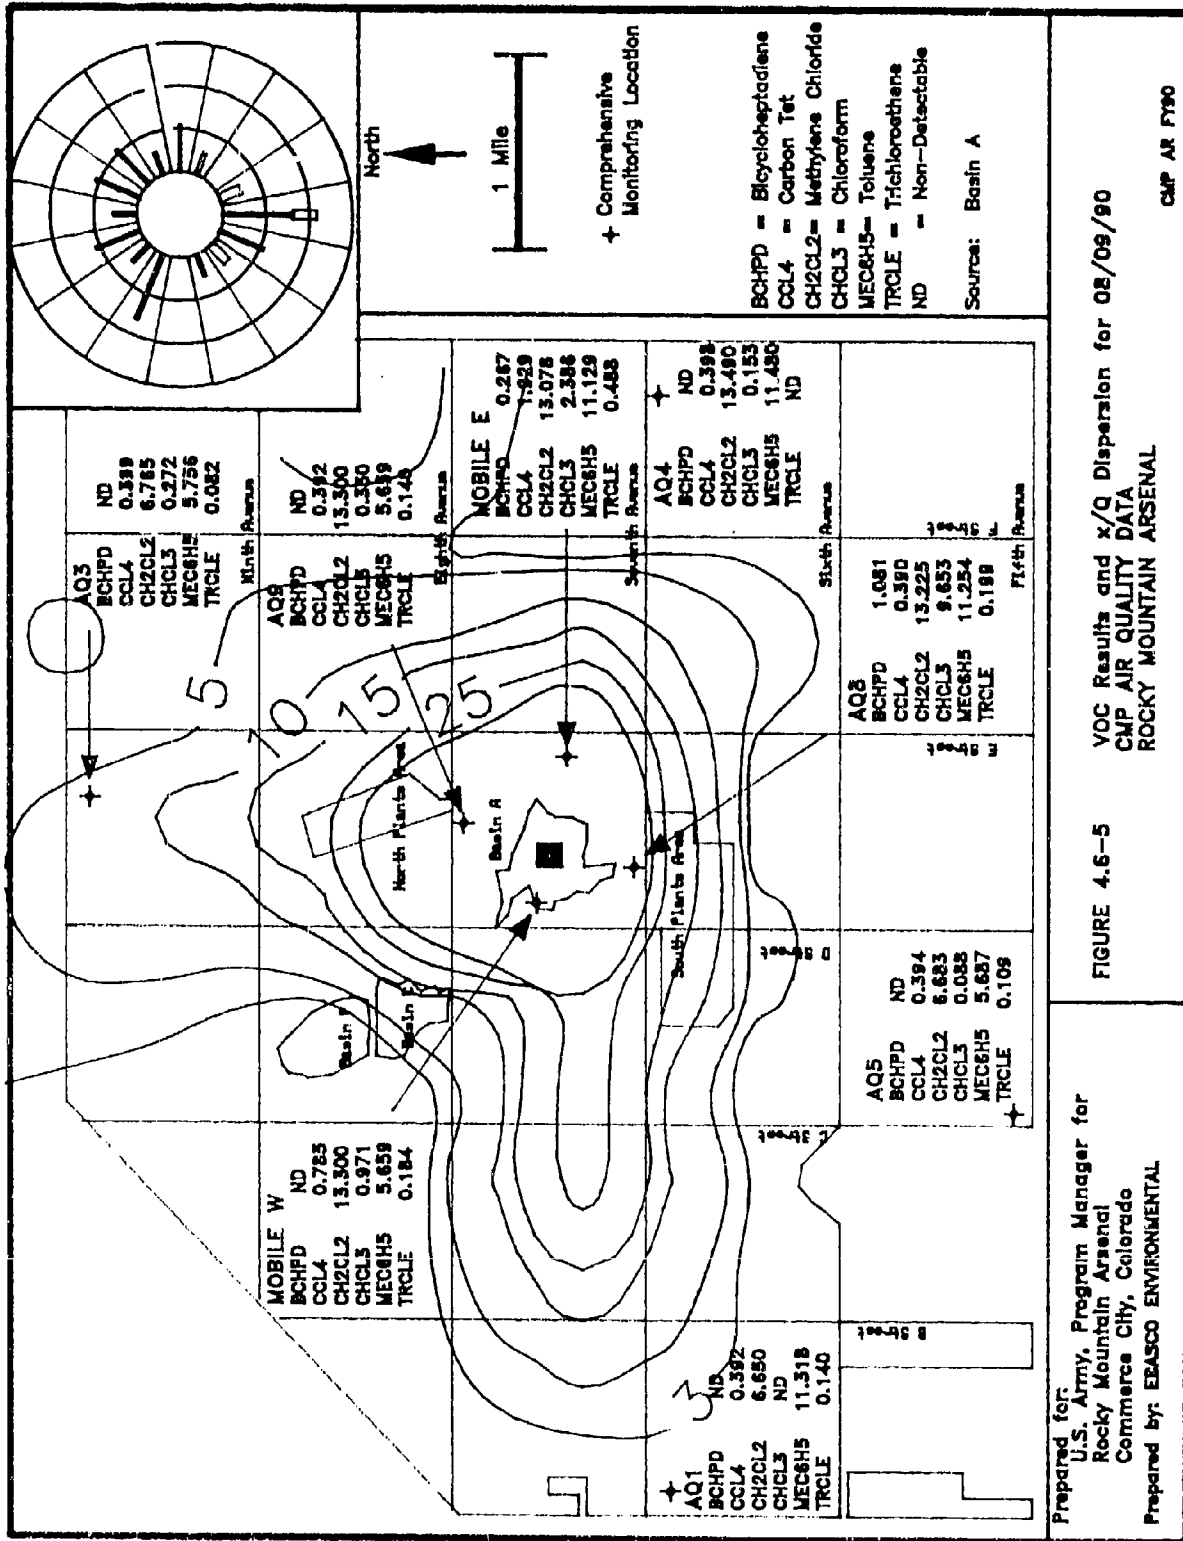 North
1 Mile
+ Comprehensive
Monitoring Location
BCHPD = Bicycloheptadiene
CCL4 = Carbon Tet
CH2CL2= Methylene Chloride
CHCL3 = Chloroform
MEC6H5= Toluene
TRCLE = Trichloroethene
ND = Non-Detectable
Source: Basin A
AQ3
BCHPD ND
CCL4 0.399
CH2CL2 6.765
CHCL3 0.272
MEC6H5 5.756
TRCLE 0.082
Ninth Avenue
AQ9
BCHPD ND
CCL4 0.392
CH2CL2 13.300
CHCL3 0.350
MEC6H5 5.659
TRCLE 0.148
Eighth Avenue
MOBILE E
BCHPD 0.267
CCL4 1.929
CH2CL2 13.078
CHCL3 2.386
MEC6H5 11.129
TRCLE 0.488
Seventh Avenue
AQ4
BCHPD ND
CCL4 0.398
CH2CL2 13.490
CHCL3 0.153
MEC6H5 11.480
TRCLE ND
Sixth Avenue
AQ8
BCHPD 1.081
CCL4 0.390
CH2CL2 13.225
CHCL3 9.653
MEC6H5 11.254
TRCLE 0.199
Fifth Avenue
F Street
E Street
D Street
C Street
B Street
5
10
15
25
3
North Plants Area
Basin A
South Plants Area
Basin F
MOBILE W
BCHPD ND
CCL4 0.785
CH2CL2 13.300
CHCL3 0.971
MEC6H5 5.659
TRCLE 0.184
AQ5
BCHPD ND
CCL4 0.394
CH2CL2 6.683
CHCL3 0.088
MEC6H5 5.687
TRCLE 0.109
AQ1
BCHPD ND
CCL4 0.392
CH2CL2 6.650
CHCL3 ND
MEC6H5 11.318
TRCLE 0.140
Prepared for:
U.S. Army, Program Manager for
Rocky Mountain Arsenal
Commerce City, Colorado
Prepared by: EBASCO ENVIRONMENTAL
FIGURE 4.6-5
VOC Results and x/Q Dispersion for 08/09/90
CMP AIR QUALITY DATA
ROCKY MOUNTAIN ARSENAL
CMP AR FY90